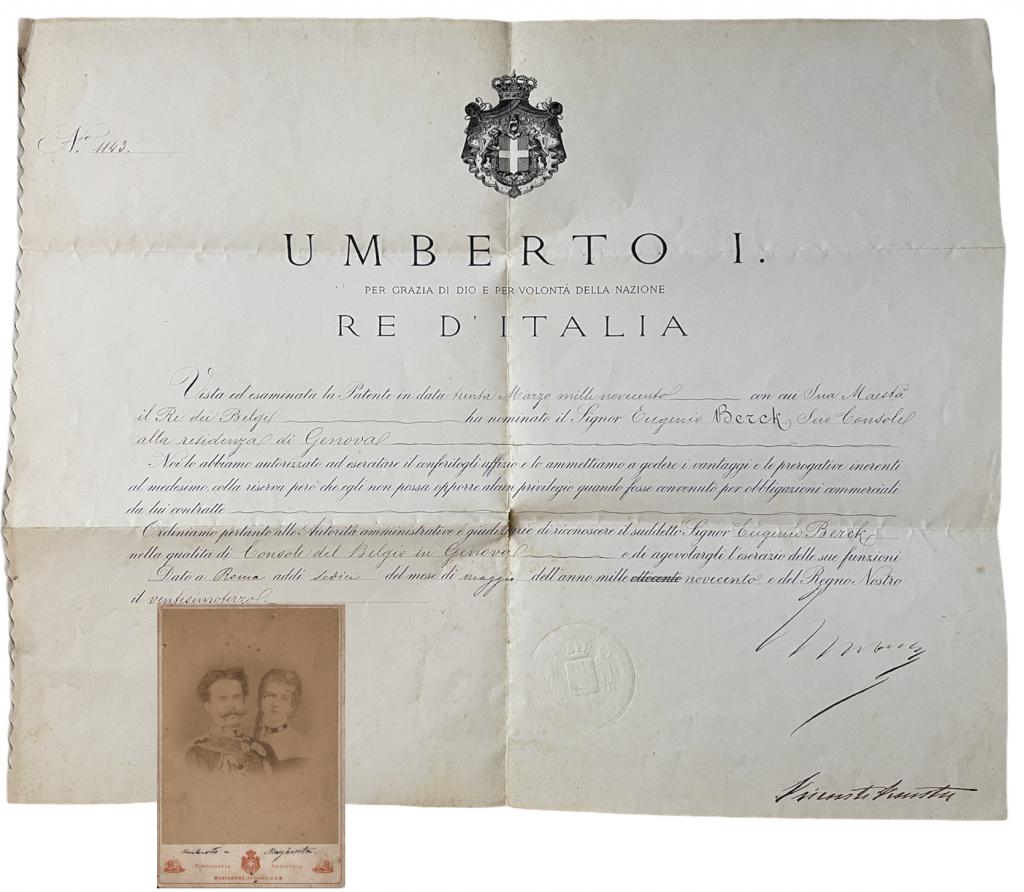 No. 1143.
UMBERTO I.
PER GRAZIA DI DIO E PER VOLONTÀ DELLA NAZIONE
RE D'ITALIA
Vista ed esaminata la Patente in data trenta Marzo mille novecento con cui Sua Maestà
il Re dei Belgi ha nominato il Signor Eugenio Berck, Suo Console
alla residenza di Genova
Noi lo abbiamo autorizzato ad esercitare il conferitogli uffizio e lo ammettiamo a godere i vantaggi e le prerogative inerenti
al medesimo, colla riserva però che egli non possa opporre alcun privilegio quando fosse convenuto per obbligazioni commerciali
da lui contratte
Ordiniamo pertanto alle Autorità amministrative e giudiziarie di riconoscere il suddetto Signor Eugenio Berck
nella qualità di Console del Belgio in Genova e di agevolargli l'esercizio delle sue funzioni
Dato a Roma addì sedici del mese di maggio dell'anno mille ottocento novecento e del Regno Nostro
il ventesimoterzo.
Umberto e Margherita
FOTOGRAFIA ARTISTICA